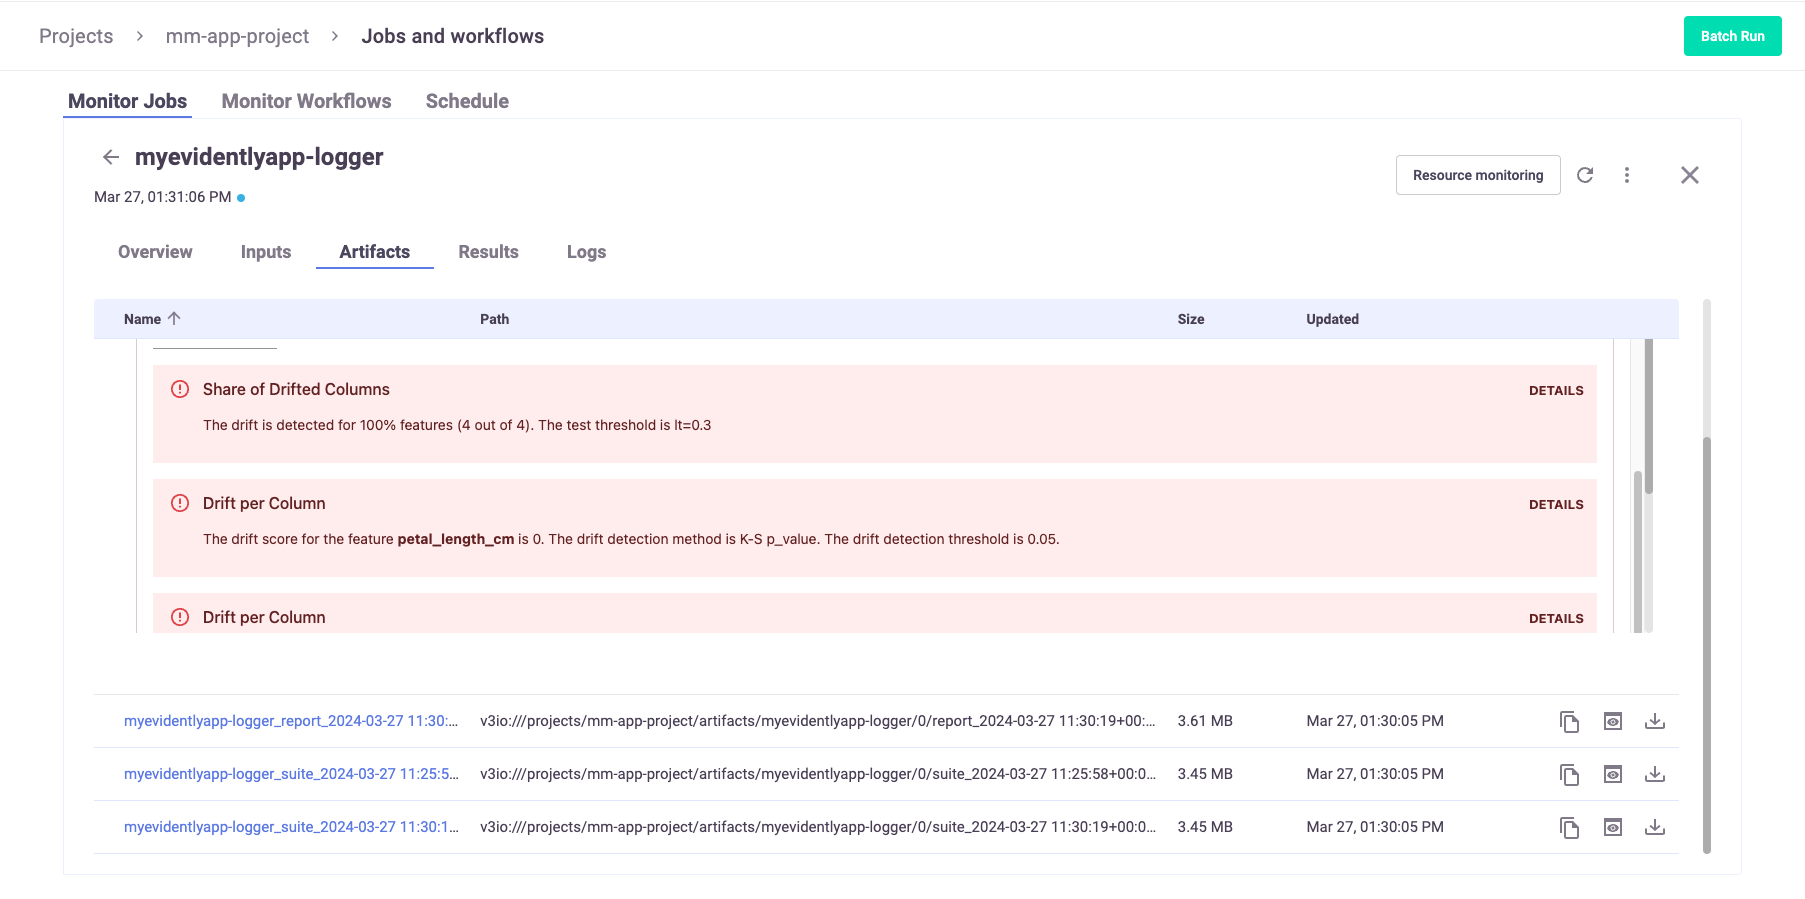 Projects > mm-app-project > Jobs and workflows
Batch Run
Monitor Jobs Monitor Workflows Schedule
myevidentlyapp-logger
Mar 27, 01:31:06 PM
Resource monitoring
Overview Inputs Artifacts Results Logs
Name Path Size Updated
Share of Drifted Columns DETAILS
The drift is detected for 100% features (4 out of 4). The test threshold is lt=0.3
Drift per Column DETAILS
The drift score for the feature petal_length_cm is 0. The drift detection method is K-S p_value. The drift detection threshold is 0.05.
Drift per Column DETAILS
myevidentlyapp-logger_report_2024-03-27 11:30:... v3io:///projects/mm-app-project/artifacts/myevidentlyapp-logger/0/report_2024-03-27 11:30:19+00:... 3.61 MB Mar 27, 01:30:05 PM
myevidentlyapp-logger_suite_2024-03-27 11:25:5... v3io:///projects/mm-app-project/artifacts/myevidentlyapp-logger/0/suite_2024-03-27 11:25:58+00:0... 3.45 MB Mar 27, 01:30:05 PM
myevidentlyapp-logger_suite_2024-03-27 11:30:1... v3io:///projects/mm-app-project/artifacts/myevidentlyapp-logger/0/suite_2024-03-27 11:30:19+00:0... 3.45 MB Mar 27, 01:30:05 PM